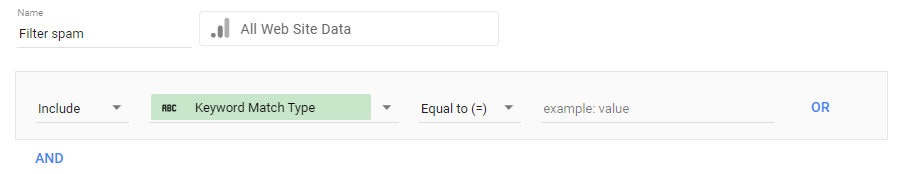 Name
Filter spam
All Web Site Data
Include
ABC Keyword Match Type
Equal to (=)
example: value
OR
AND